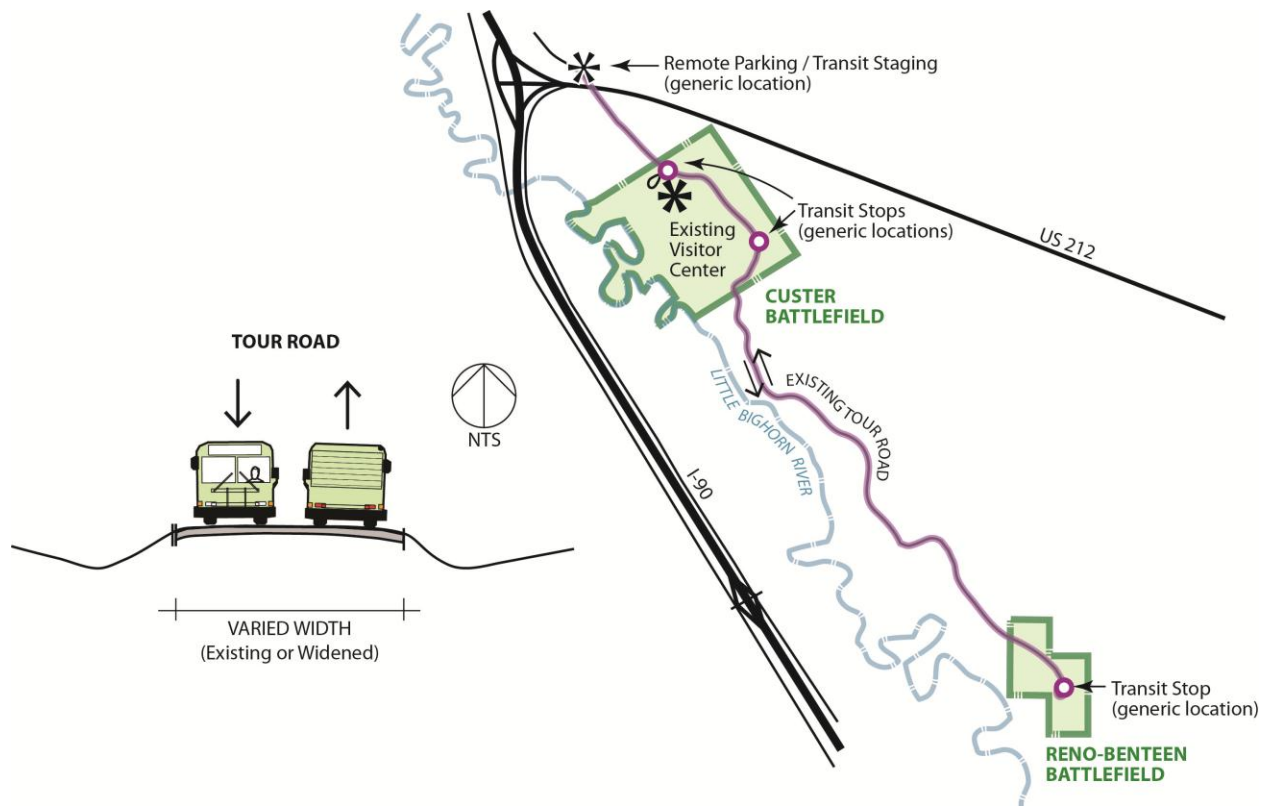 Remote Parking / Transit Staging
(generic location)
Transit Stops
(generic locations)
Existing
Visitor
Center
US 212
CUSTER
BATTLEFIELD
TOUR ROAD
NTS
LITTLE BIGHORN RIVER
EXISTING TOUR ROAD
I-90
VARIED WIDTH
(Existing or Widened)
Transit Stop
(generic location)
RENO-BENTEEN
BATTLEFIELD